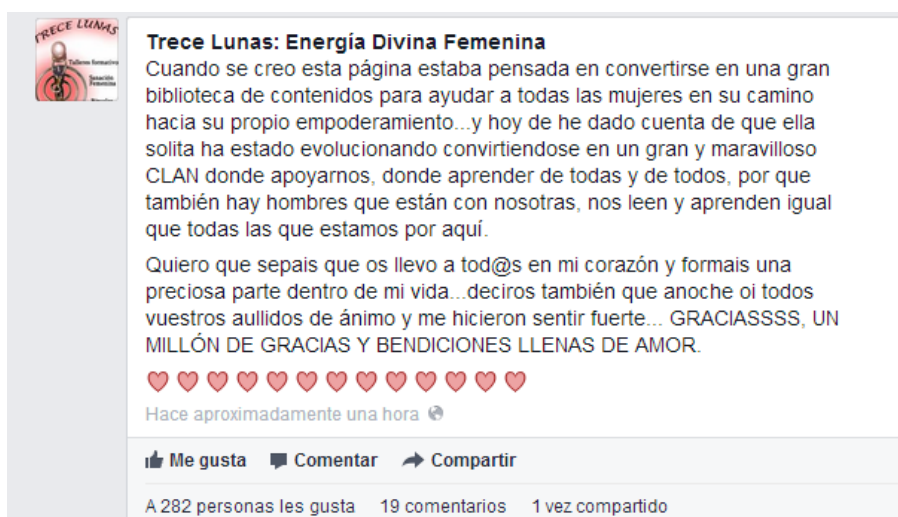 TRECE LUNAS
Talleres formativos
Sanación
Femenina
Trece Lunas: Energía Divina Femenina
Cuando se creo esta página estaba pensada en convertirse en una gran
biblioteca de contenidos para ayudar a todas las mujeres en su camino
hacia su propio empoderamiento...y hoy de he dado cuenta de que ella
solita ha estado evolucionando convirtiendose en un gran y maravilloso
CLAN donde apoyarnos, donde aprender de todas y de todos, por que
también hay hombres que están con nosotras, nos leen y aprenden igual
que todas las que estamos por aquí.
Quiero que sepais que os llevo a tod@s en mi corazón y formais una
preciosa parte dentro de mi vida...deciros también que anoche oi todos
vuestros aullidos de ánimo y me hicieron sentir fuerte... GRACIASSSS, UN
MILLÓN DE GRACIAS Y BENDICIONES LLENAS DE AMOR.
Hace aproximadamente una hora
Me gusta Comentar Compartir
A 282 personas les gusta 19 comentarios 1 vez compartido